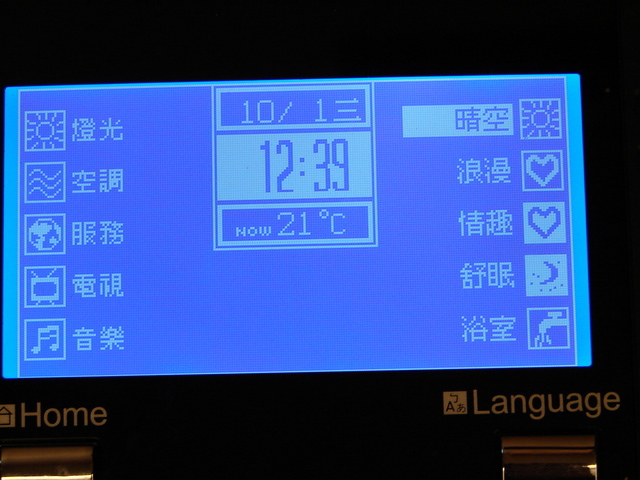 燈光
空調
服務
電視
音樂
10/ 1三
12:39
NOW 21°C
晴空
浪漫
情趣
舒眠
浴室
Home
Language